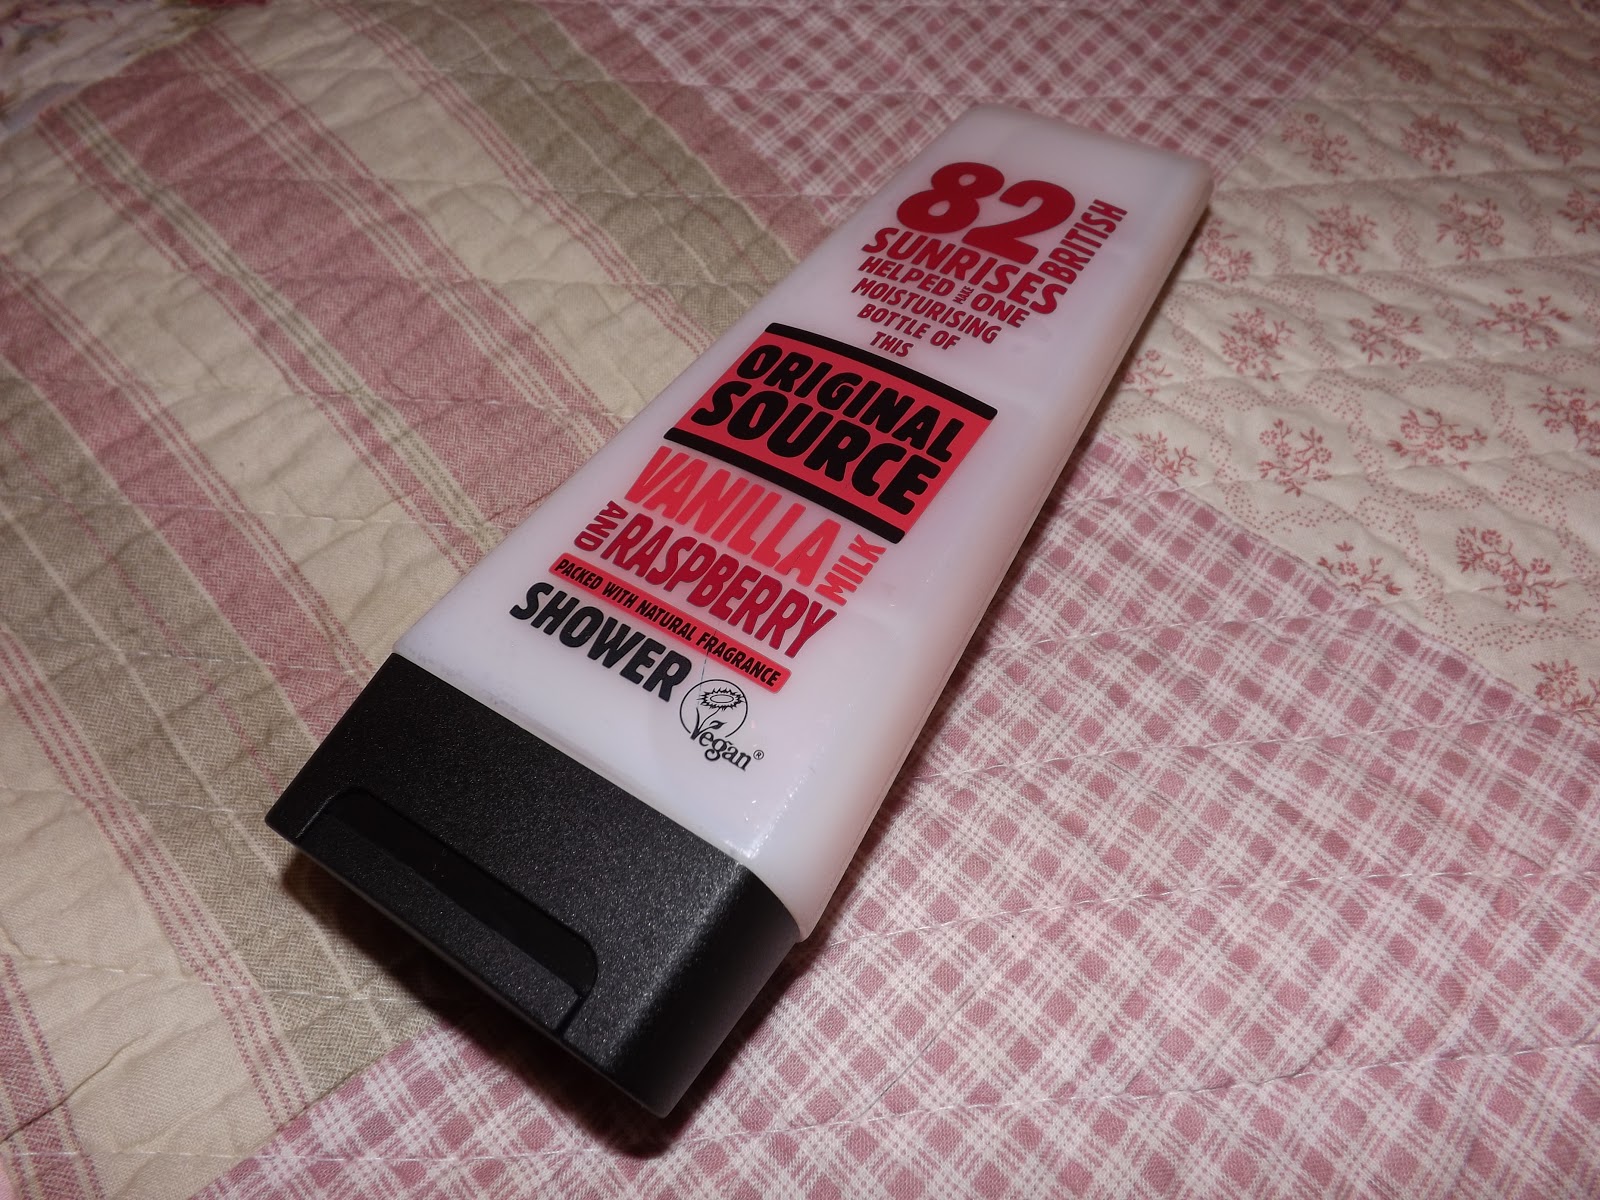 82 BRITISH
SUNRISES
HELPED MAKE ONE
MOISTURISING
BOTTLE OF
THIS
ORIGINAL
SOURCE
VANILLA MILK
AND RASPBERRY
PACKED WITH NATURAL FRAGRANCE
SHOWER
Vegan®